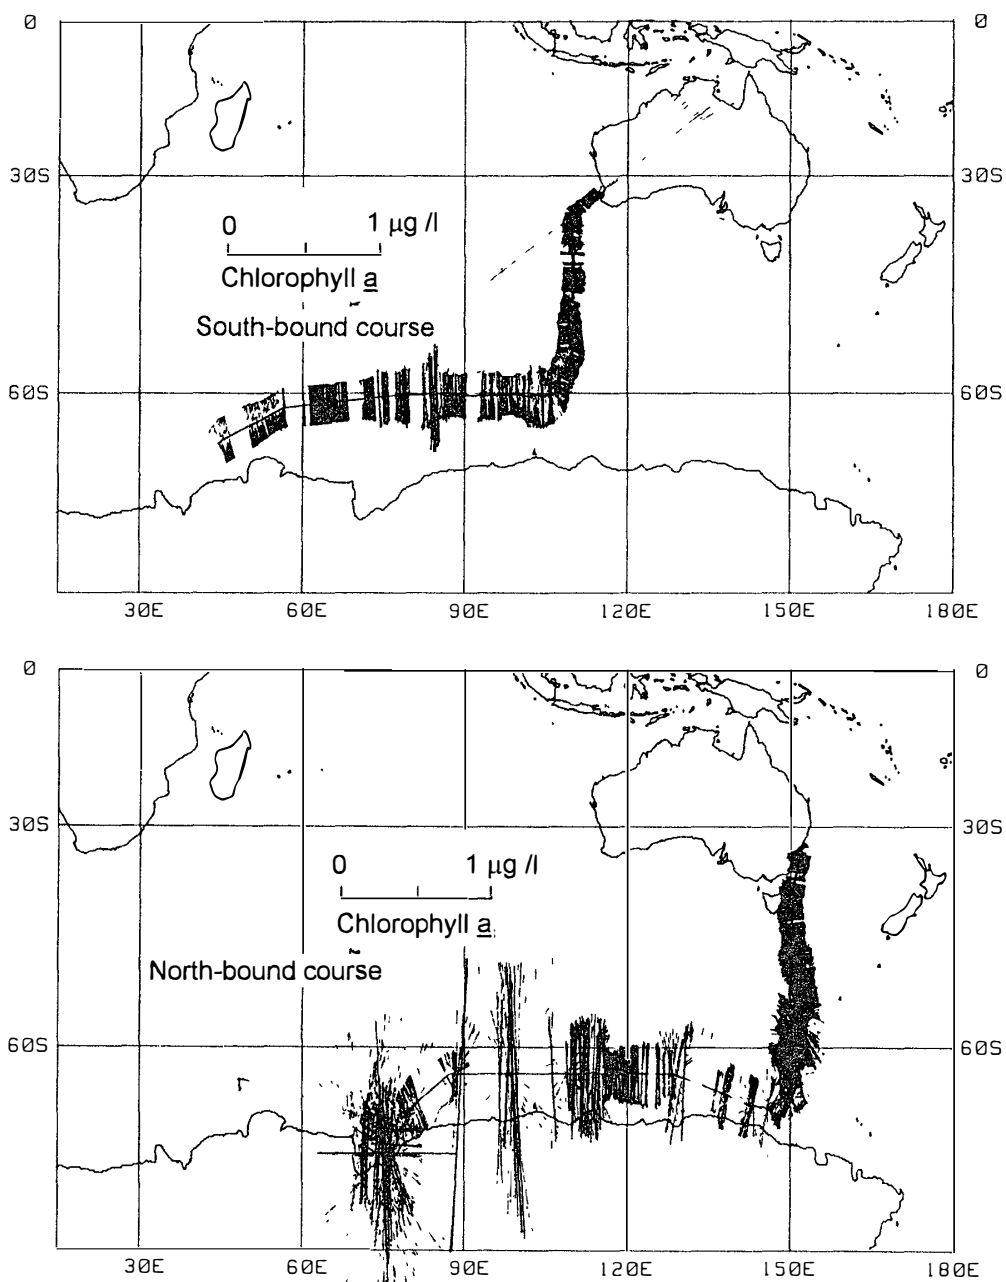 0 0
30S 30S
0 1 µg /l
Chlorophyll a
South-bound course
60S 60S
30E 60E 90E 120E 150E 180E
0 0
30S 30S
0 1 µg /l
Chlorophyll a
North-bound course
60S 60S
30E 60E 90E 120E 150E 180E